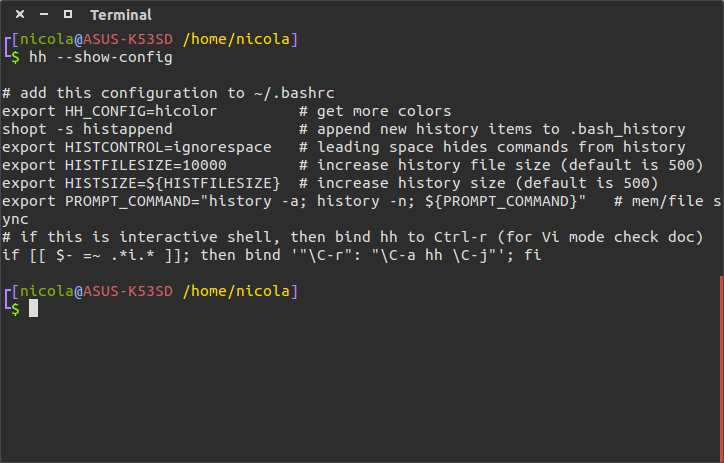 Terminal
┌[nicola@ASUS-K53SD /home/nicola]
└$ hh --show-config
# add this configuration to ~/.bashrc
export HH_CONFIG=hicolor         # get more colors
shopt -s histappend              # append new history items to .bash_history
export HISTCONTROL=ignorespace   # leading space hides commands from history
export HISTFILESIZE=10000        # increase history file size (default is 500)
export HISTSIZE=${HISTFILESIZE}  # increase history size (default is 500)
export PROMPT_COMMAND="history -a; history -n; ${PROMPT_COMMAND}"   # mem/file s
ync
# if this is interactive shell, then bind hh to Ctrl-r (for Vi mode check doc)
if [[ $- =~ .*i.* ]]; then bind '"\C-r": "\C-a hh \C-j"'; fi
┌[nicola@ASUS-K53SD /home/nicola]
└$